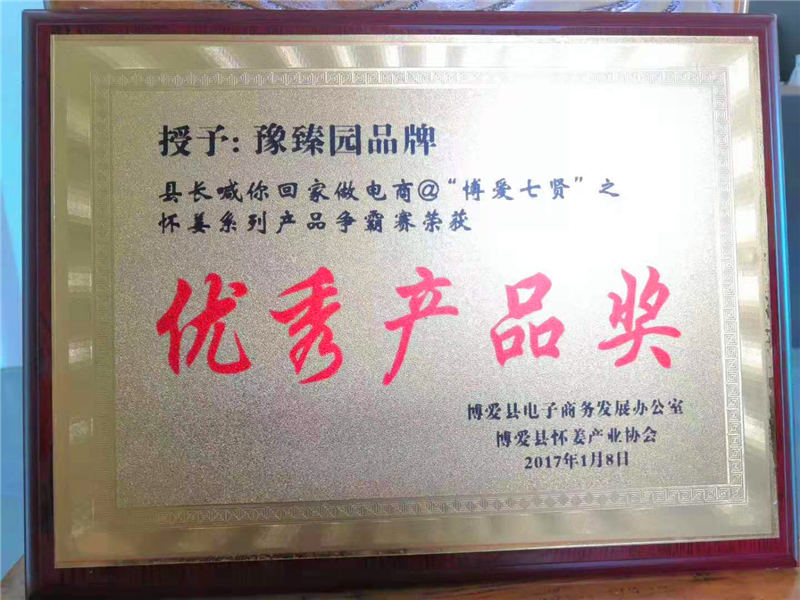 授予:豫臻园品牌
县长喊你回家做电商@“博爱七贤”之
怀姜系列产品争霸赛荣获
优秀产品奖
博爱县电子商务发展办公室
博爱县怀姜产业协会
2017年1月8日